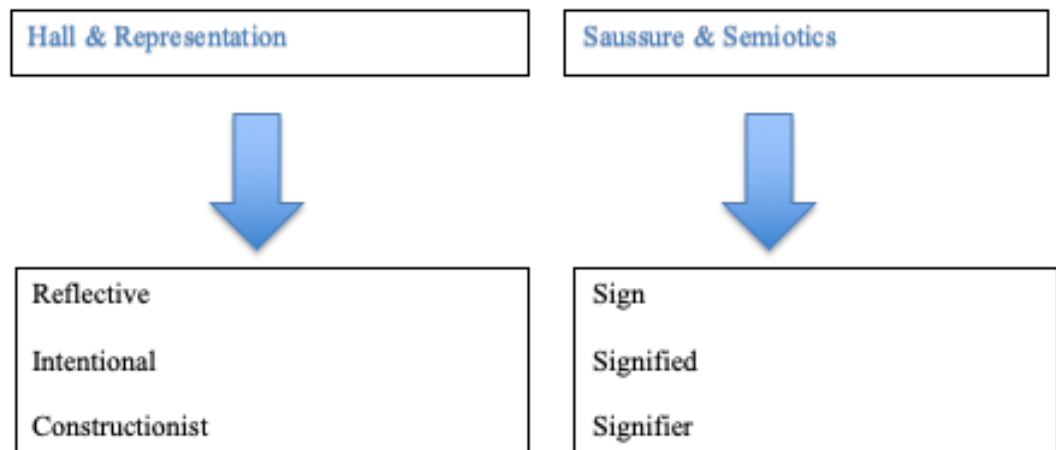 Hall & Representation
Saussure & Semiotics
Reflective
Intentional
Constructionist
Sign
Signified
Signifier